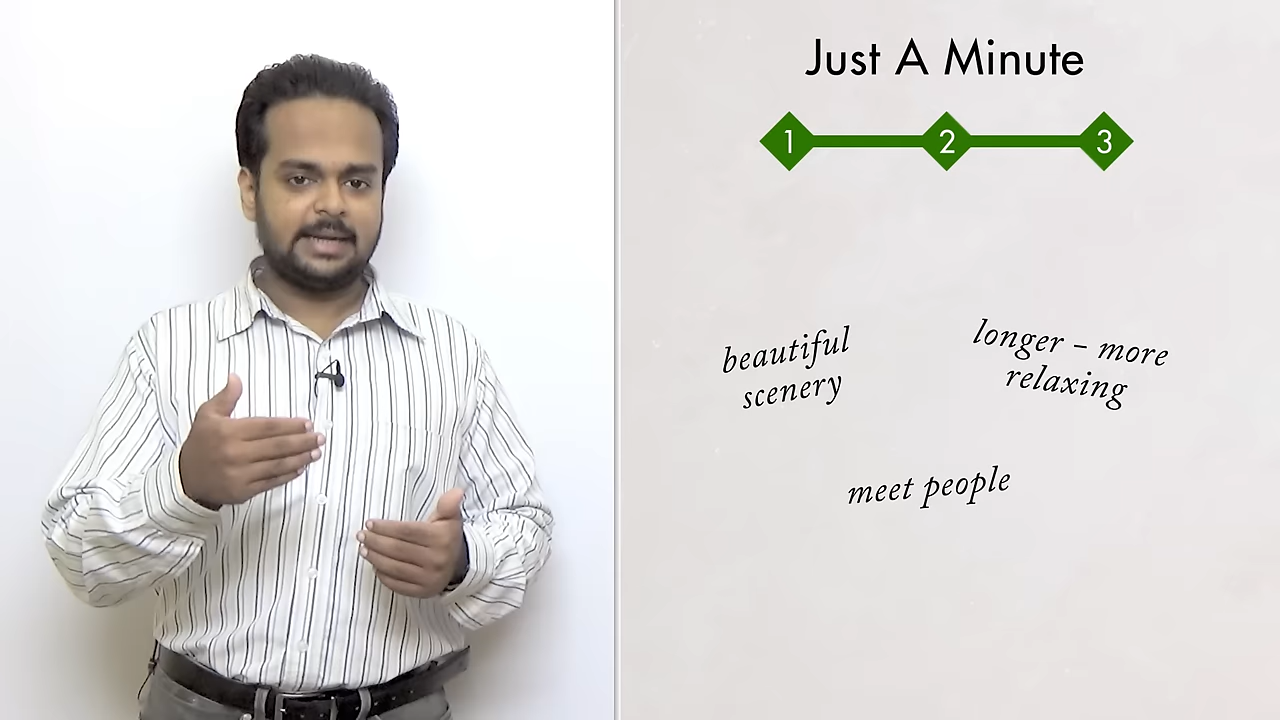 Just A Minute
1 2 3
beautiful
scenery
longer – more
relaxing
meet people